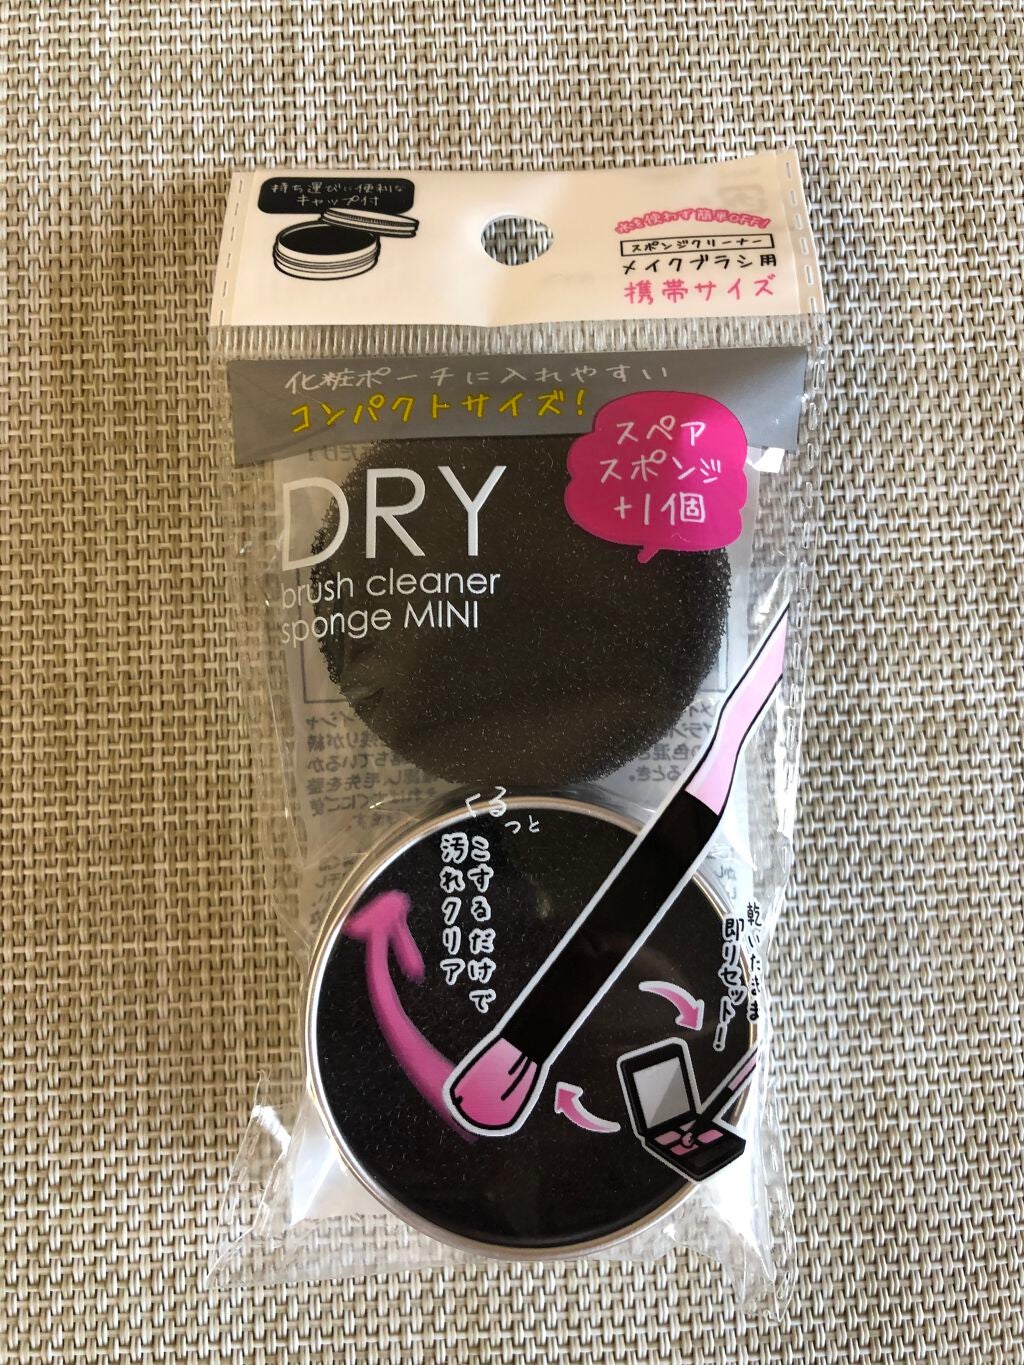 持ち運びに便利な
キャップ付
水を使わず簡単OFF!
スポンジクリーナー
メイクブラシ用
携帯サイズ
化粧ポーチに入れやすい
コンパクトサイズ!
スペア
スポンジ
+1個
DRY
brush cleaner
sponge MINI
くるっと
こするだけで
汚れクリア
乾いたまま
即リセット!